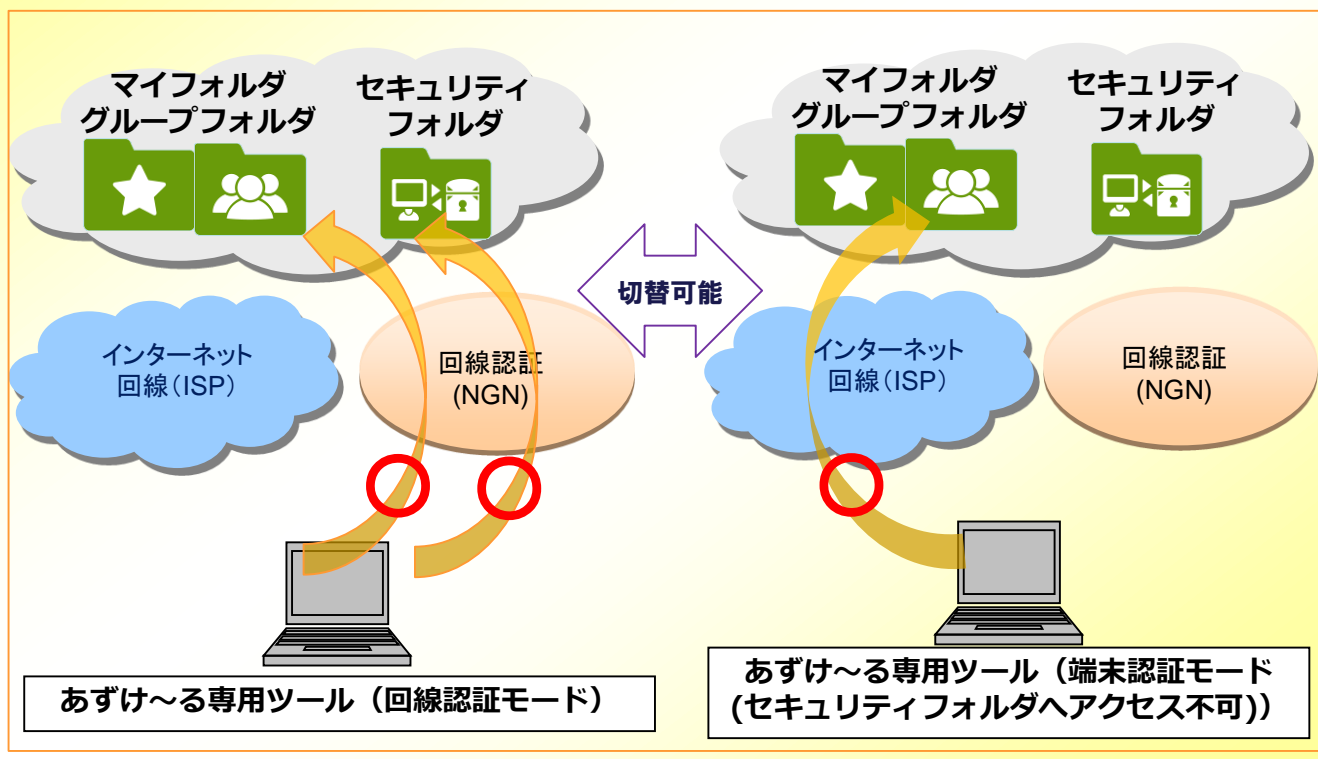 マイフォルダ
グループフォルダ
セキュリティ
フォルダ
インターネット
回線（ISP）
回線認証
(NGN)
あずけ～る専用ツール（回線認証モード）
切替可能
マイフォルダ
グループフォルダ
セキュリティ
フォルダ
インターネット
回線（ISP）
回線認証
(NGN)
あずけ～る専用ツール（端末認証モード
(セキュリティフォルダへアクセス不可)）